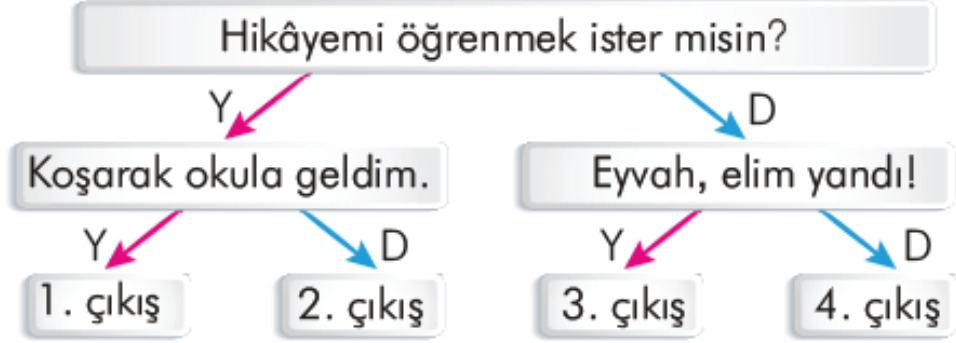 Hikâyemi öğrenmek ister misin?
Y D
Koşarak okula geldim. Eyvah, elim yandı!
Y D Y D
1. çıkış 2. çıkış 3. çıkış 4. çıkış